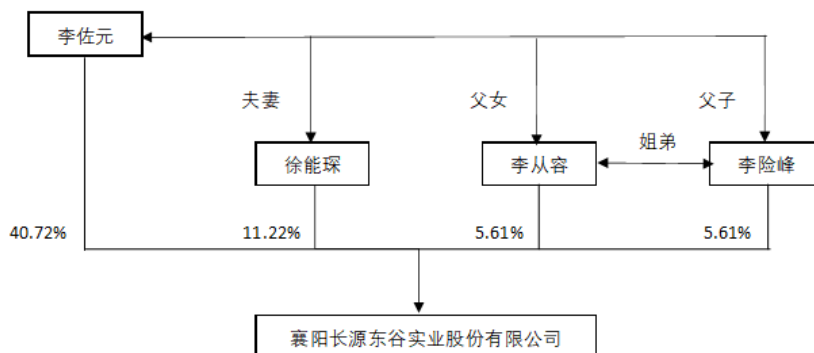 李佐元
夫妻
父女
父子
姐弟
徐能琛
李从容
李险峰
40.72%
11.22%
5.61%
5.61%
襄阳长源东谷实业股份有限公司